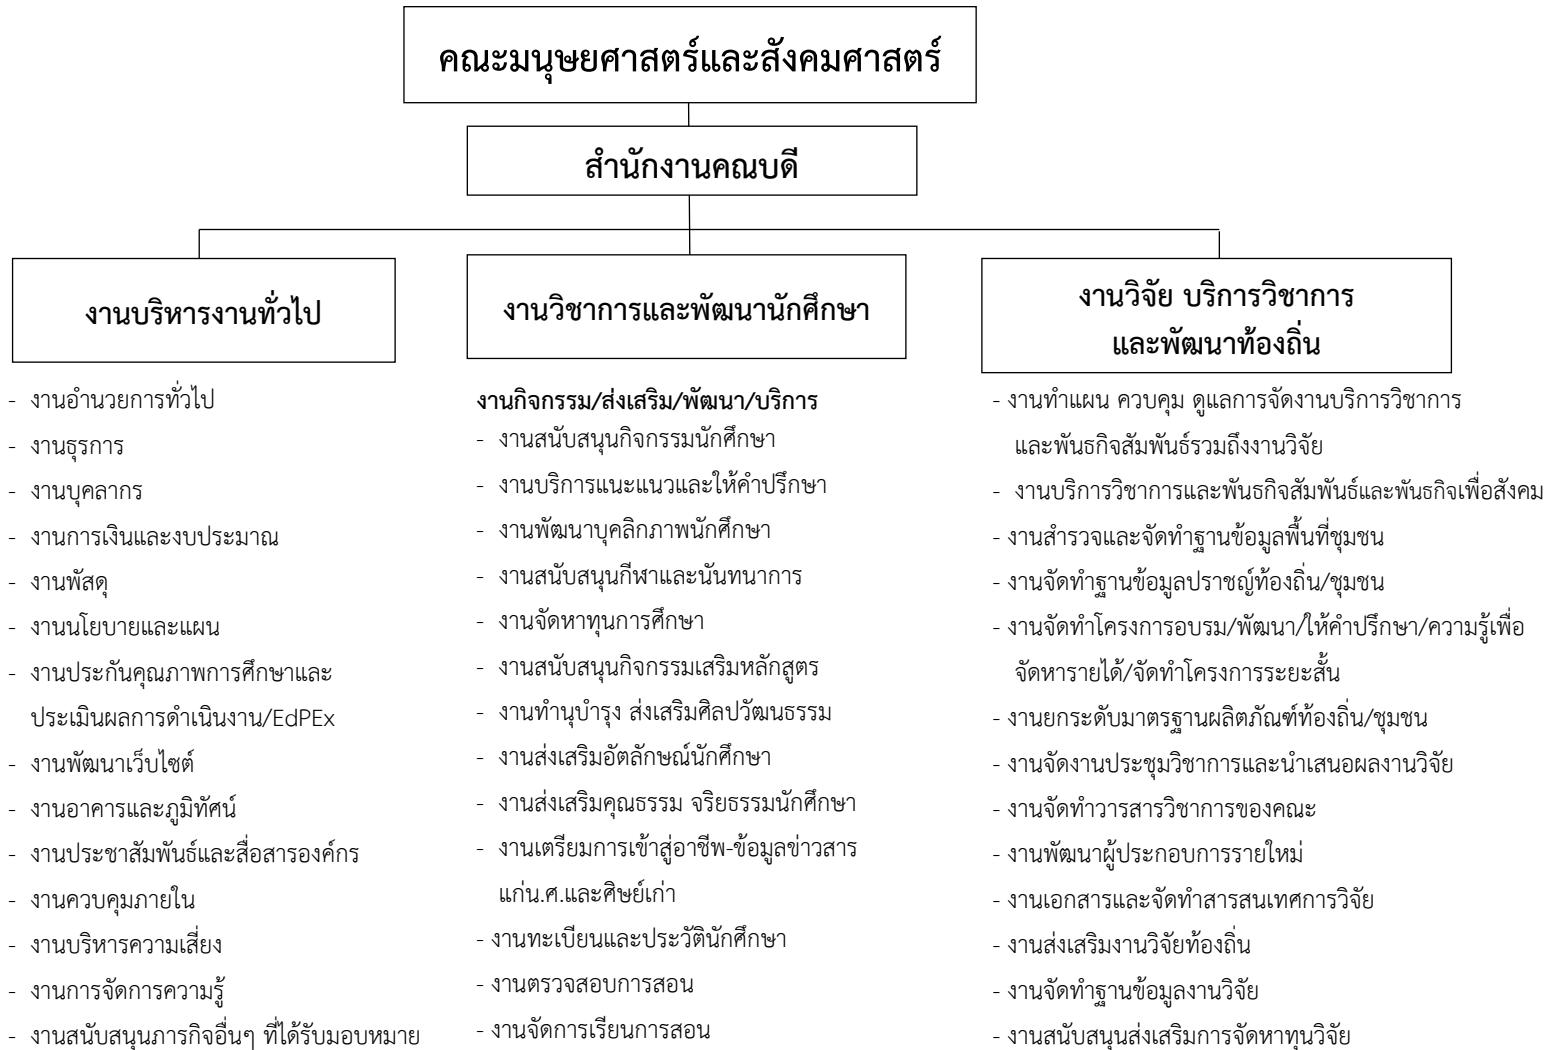 คณะมนุษยศาสตร์และสังคมศาสตร์
สำนักงานคณบดี
งานบริหารงานทั่วไป
- งานอำนวยการทั่วไป
- งานธุรการ
- งานบุคลากร
- งานการเงินและงบประมาณ
- งานพัสดุ
- งานนโยบายและแผน
- งานประกันคุณภาพการศึกษาและ
ประเมินผลการดำเนินงาน/EdPEx
- งานพัฒนาเว็บไซต์
- งานอาคารและภูมิทัศน์
- งานประชาสัมพันธ์และสื่อสารองค์กร
- งานควบคุมภายใน
- งานบริหารความเสี่ยง
- งานการจัดการความรู้
- งานสนับสนุนภารกิจอื่นๆ ที่ได้รับมอบหมาย
งานวิชาการและพัฒนานักศึกษา
งานกิจกรรม/ส่งเสริม/พัฒนา/บริการ
- งานสนับสนุนกิจกรรมนักศึกษา
- งานบริการแนะแนวและให้คำปรึกษา
- งานพัฒนาบุคลิกภาพนักศึกษา
- งานสนับสนุนกีฬาและนันทนาการ
- งานจัดหาทุนการศึกษา
- งานสนับสนุนกิจกรรมเสริมหลักสูตร
- งานทำนุบำรุง ส่งเสริมศิลปวัฒนธรรม
- งานส่งเสริมอัตลักษณ์นักศึกษา
- งานส่งเสริมคุณธรรม จริยธรรมนักศึกษา
- งานเตรียมการเข้าสู่อาชีพ-ข้อมูลข่าวสาร
แก่น.ศ.และศิษย์เก่า
- งานทะเบียนและประวัตินักศึกษา
- งานตรวจสอบการสอน
- งานจัดการเรียนการสอน
งานวิจัย บริการวิชาการ
และพัฒนาท้องถิ่น
- งานทำแผน ควบคุม ดูแลการจัดงานบริการวิชาการ
และพันธกิจสัมพันธ์รวมถึงงานวิจัย
- งานบริการวิชาการและพันธกิจสัมพันธ์และพันธกิจเพื่อสังคม
- งานสำรวจและจัดทำฐานข้อมูลพื้นที่ชุมชน
- งานจัดทำฐานข้อมูลปราชญ์ท้องถิ่น/ชุมชน
- งานจัดทำโครงการอบรม/พัฒนา/ให้คำปรึกษา/ความรู้เพื่อ
จัดหารายได้/จัดทำโครงการระยะสั้น
- งานยกระดับมาตรฐานผลิตภัณฑ์ท้องถิ่น/ชุมชน
- งานจัดงานประชุมวิชาการและนำเสนอผลงานวิจัย
- งานจัดทำวารสารวิชาการของคณะ
- งานพัฒนาผู้ประกอบการรายใหม่
- งานเอกสารและจัดทำสารสนเทศการวิจัย
- งานส่งเสริมงานวิจัยท้องถิ่น
- งานจัดทำฐานข้อมูลงานวิจัย
- งานสนับสนุนส่งเสริมการจัดหาทุนวิจัย